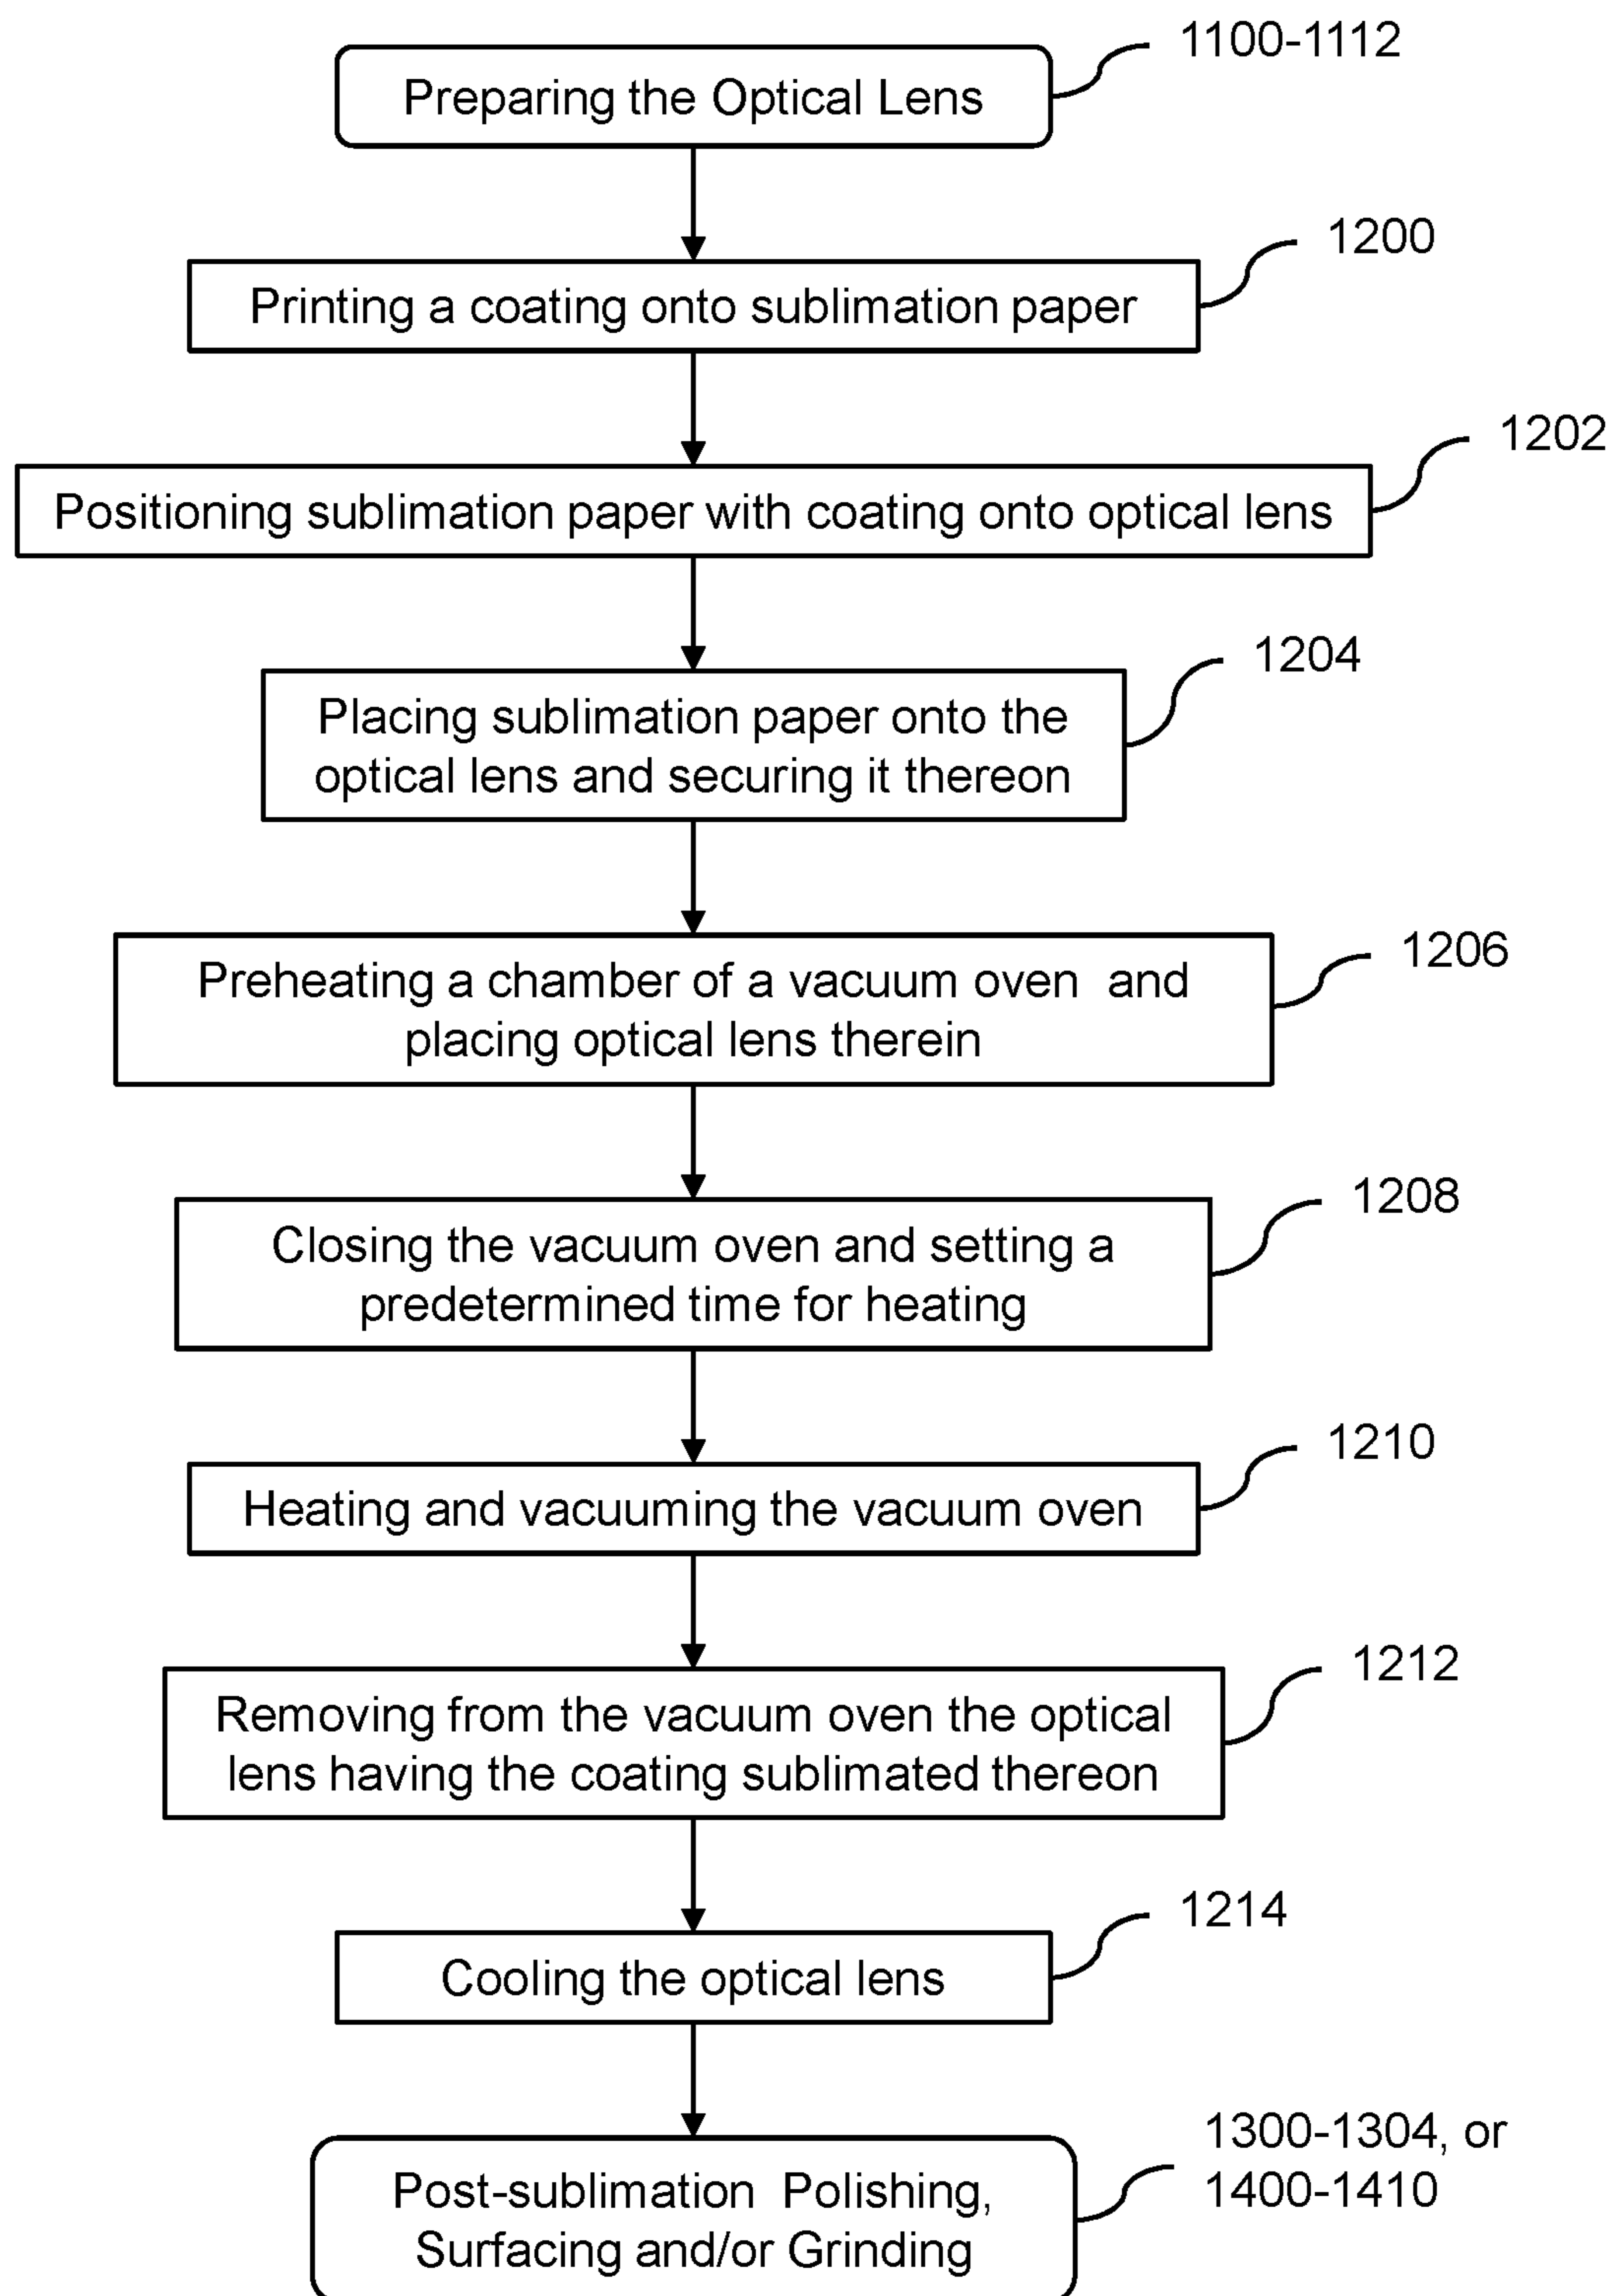 1100-1112
Preparing the Optical Lens
1200
Printing a coating onto sublimation paper
1202
Positioning sublimation paper with coating onto optical lens
1204
Placing sublimation paper onto the
optical lens and securing it thereon
1206
Preheating a chamber of a vacuum oven  and
placing optical lens therein
1208
Closing the vacuum oven and setting a
predetermined time for heating
1210
Heating and vacuuming the vacuum oven
1212
Removing from the vacuum oven the optical
lens having the coating sublimated thereon
1214
Cooling the optical lens
1300-1304, or
1400-1410
Post-sublimation  Polishing,
Surfacing and/or Grinding